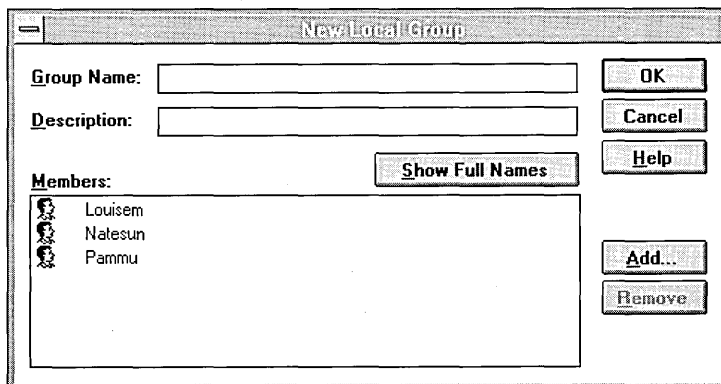 New Local Group
Group Name:
OK
Description:
Cancel
Show Full Names
Help
Members:
Louisem
Natesun
Pammu
Add...
Remove